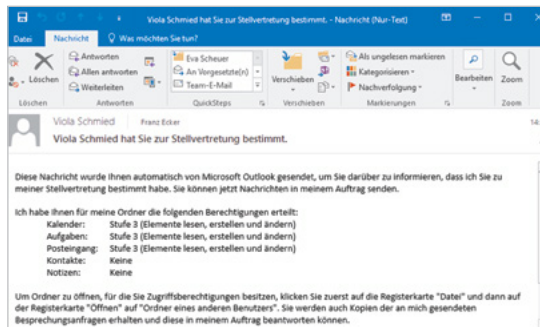 Viola Schmied hat Sie zur Stellvertretung bestimmt. - Nachricht (Nur-Text)
Datei Nachricht Was möchten Sie tun?
Löschen
Antworten
Allen antworten
Weiterleiten
Eva Scheuer
An Vorgesetzte(n)
Team-E-Mail
Verschieben
Als ungelesen markieren
Kategorisieren
Nachverfolgung
Bearbeiten
Zoom
Löschen Antworten QuickSteps Verschieben Markierungen Zoom
Viola Schmied Franz Ecker
Viola Schmied hat Sie zur Stellvertretung bestimmt.
Diese Nachricht wurde Ihnen automatisch von Microsoft Outlook gesendet, um Sie darüber zu informieren, dass ich Sie zu
meiner Stellvertretung bestimmt habe. Sie können jetzt Nachrichten in meinem Auftrag senden.
Ich habe Ihnen für meine Ordner die folgenden Berechtigungen erteilt:
Kalender: Stufe 3 (Elemente lesen, erstellen und ändern)
Aufgaben: Stufe 3 (Elemente lesen, erstellen und ändern)
Posteingang: Stufe 3 (Elemente lesen, erstellen und ändern)
Kontakte: Keine
Notizen: Keine
Um Ordner zu öffnen, für die Sie Zugriffsberechtigungen besitzen, klicken Sie zuerst auf die Registerkarte "Datei" und dann auf
der Registerkarte "Öffnen" auf "Ordner eines anderen Benutzers". Sie werden auch Kopien der an mich gesendeten
Besprechungsanfragen erhalten und diese in meinem Auftrag beantworten können.